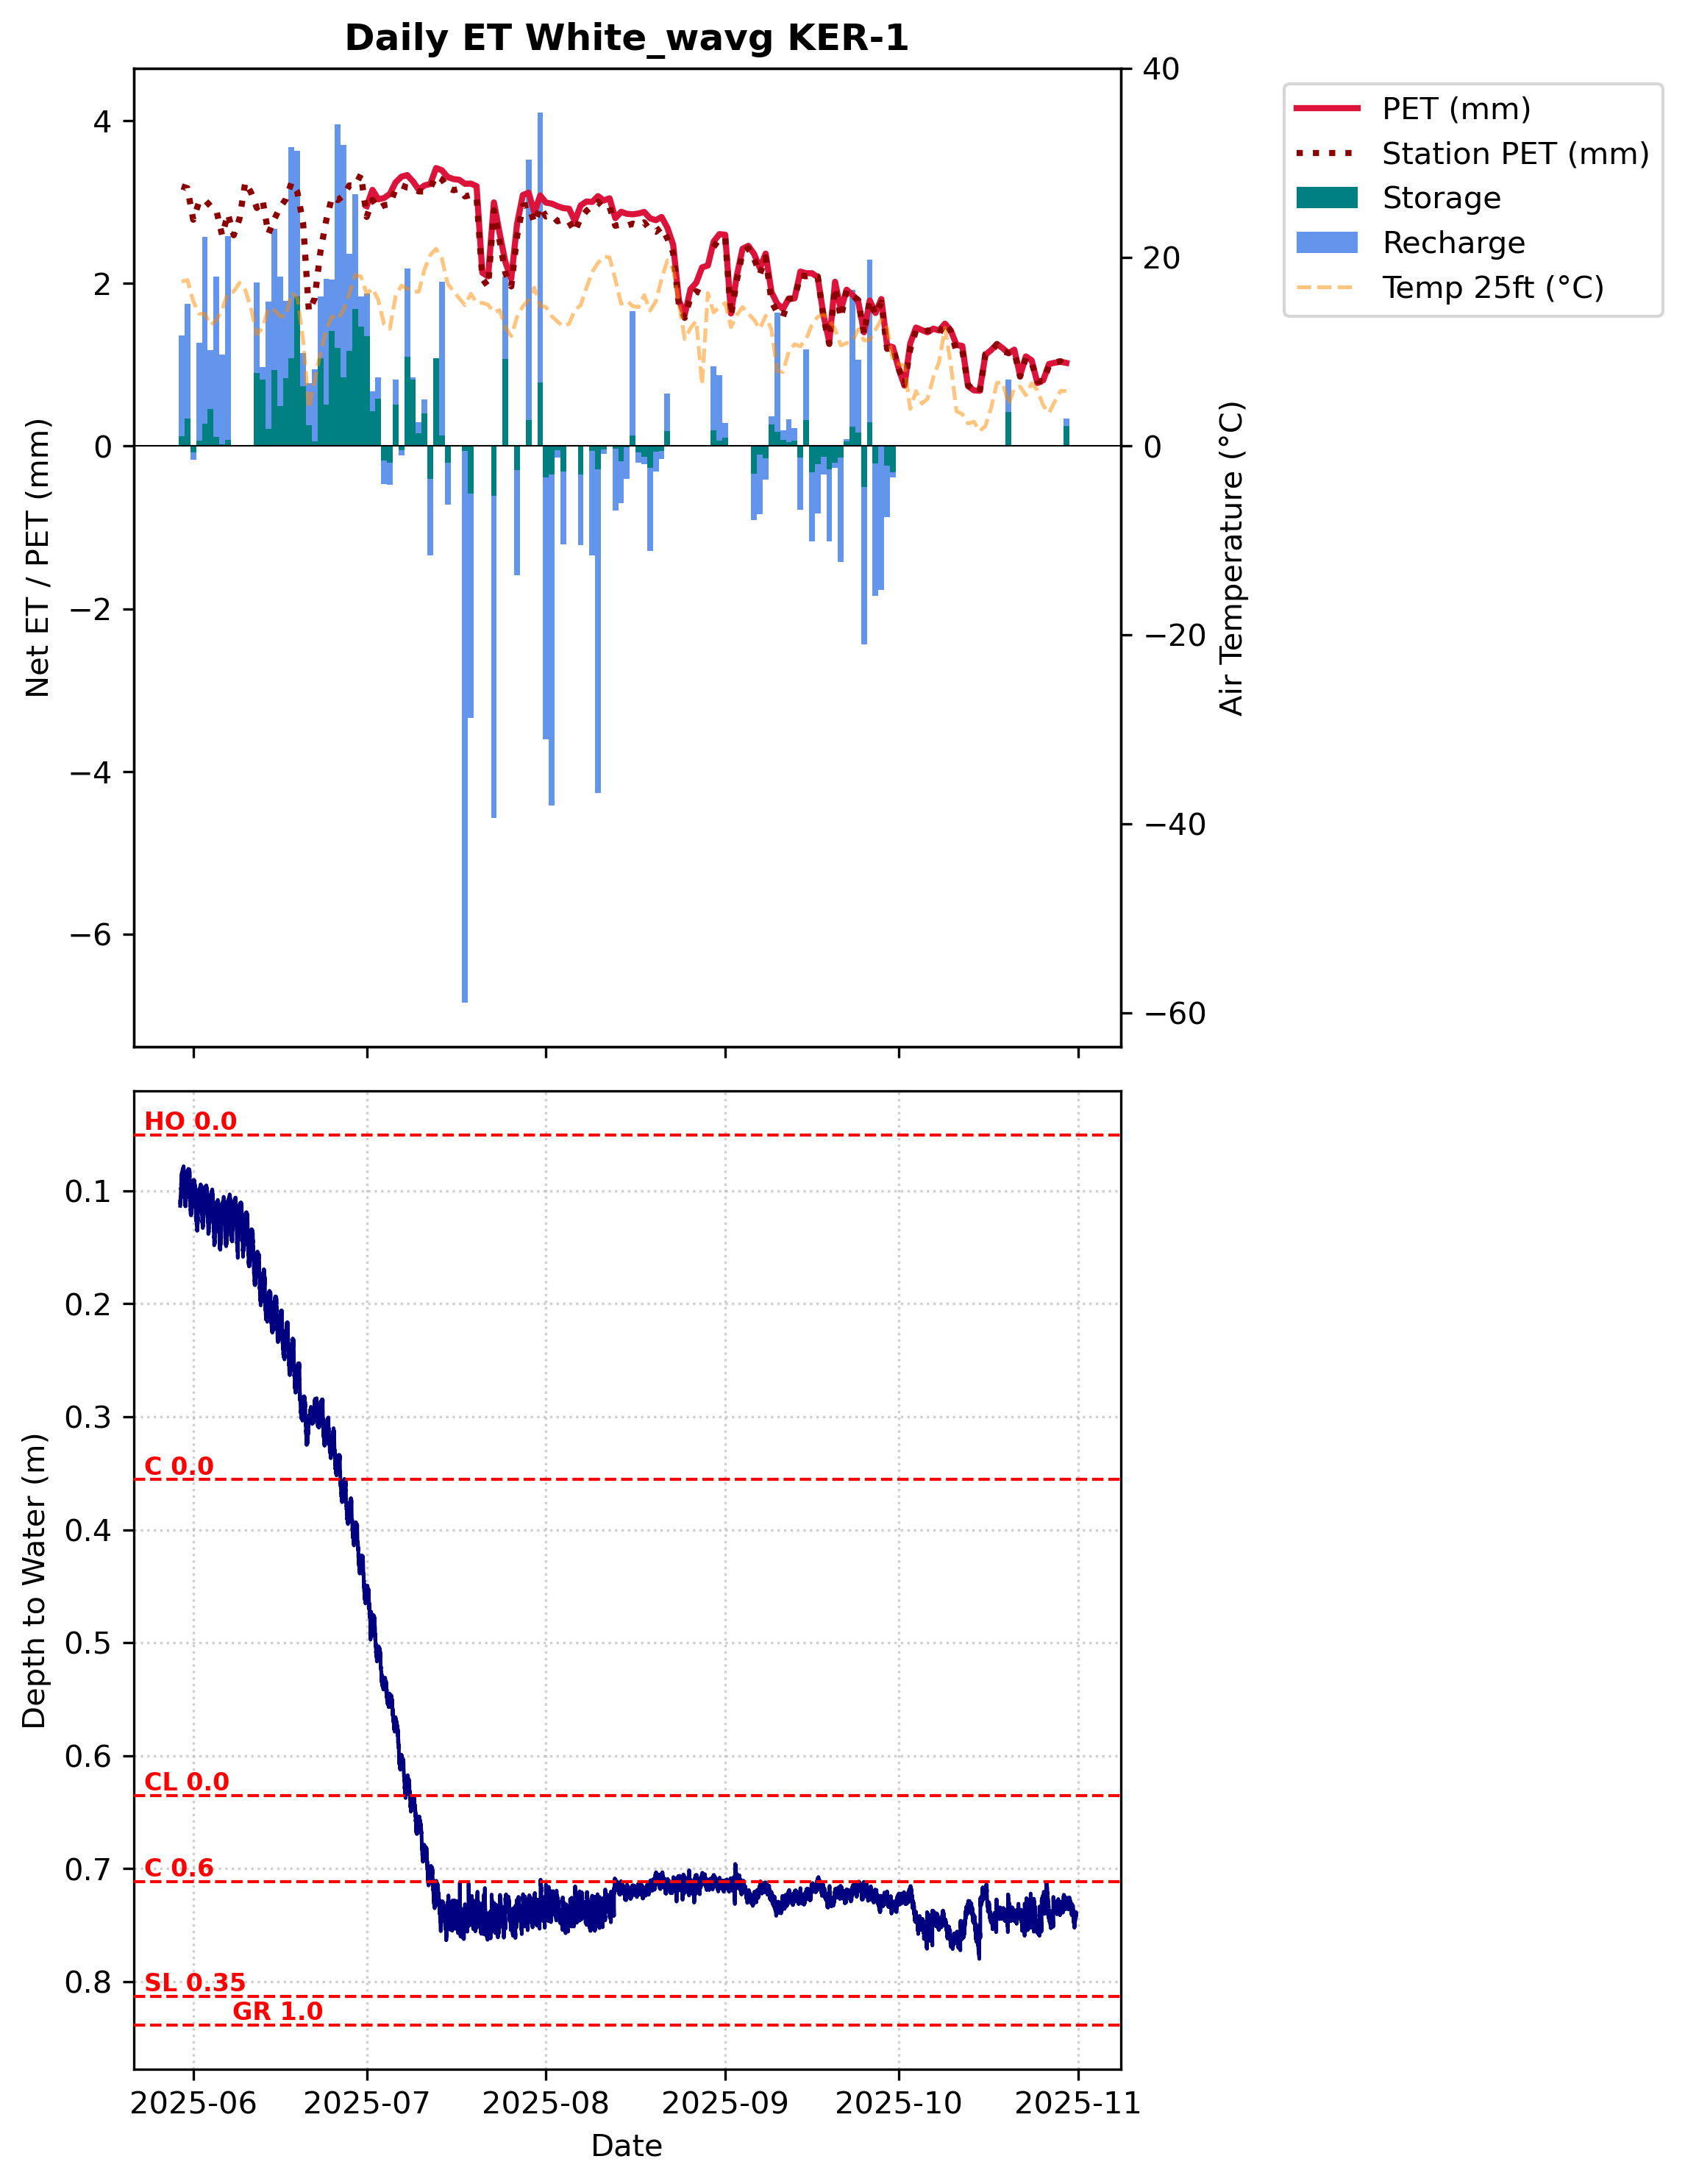 Daily ET White_wavg KER-1
PET (mm)
Station PET (mm)
Storage
Recharge
Temp 25ft (°C)
Net ET / PET (mm)
4
2
0
−2
−4
−6
Air Temperature (°C)
40
20
0
−20
−40
−60
Depth to Water (m)
0.1
0.2
0.3
0.4
0.5
0.6
0.7
0.8
HO 0.0
C 0.0
CL 0.0
C 0.6
SL 0.35
GR 1.0
2025-06
2025-07
2025-08
2025-09
2025-10
2025-11
Date